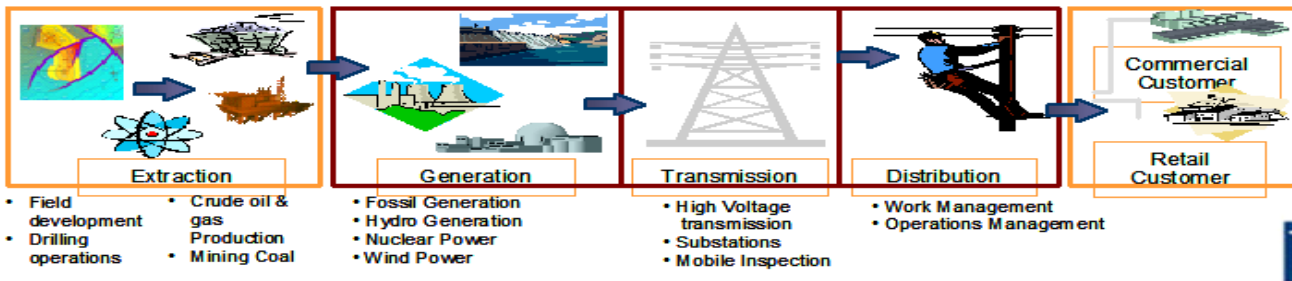 Commercial
Customer
Extraction
Generation
Transmission
Distribution
Retail
Customer
• Field
development
• Drilling
operations
• Crude oil &
gas
Production
• Mining Coal
• Fossil Generation
• Hydro Generation
• Nuclear Power
• Wind Power
• High Voltage
transmission
• Substations
• Mobile Inspection
• Work Management
• Operations Management